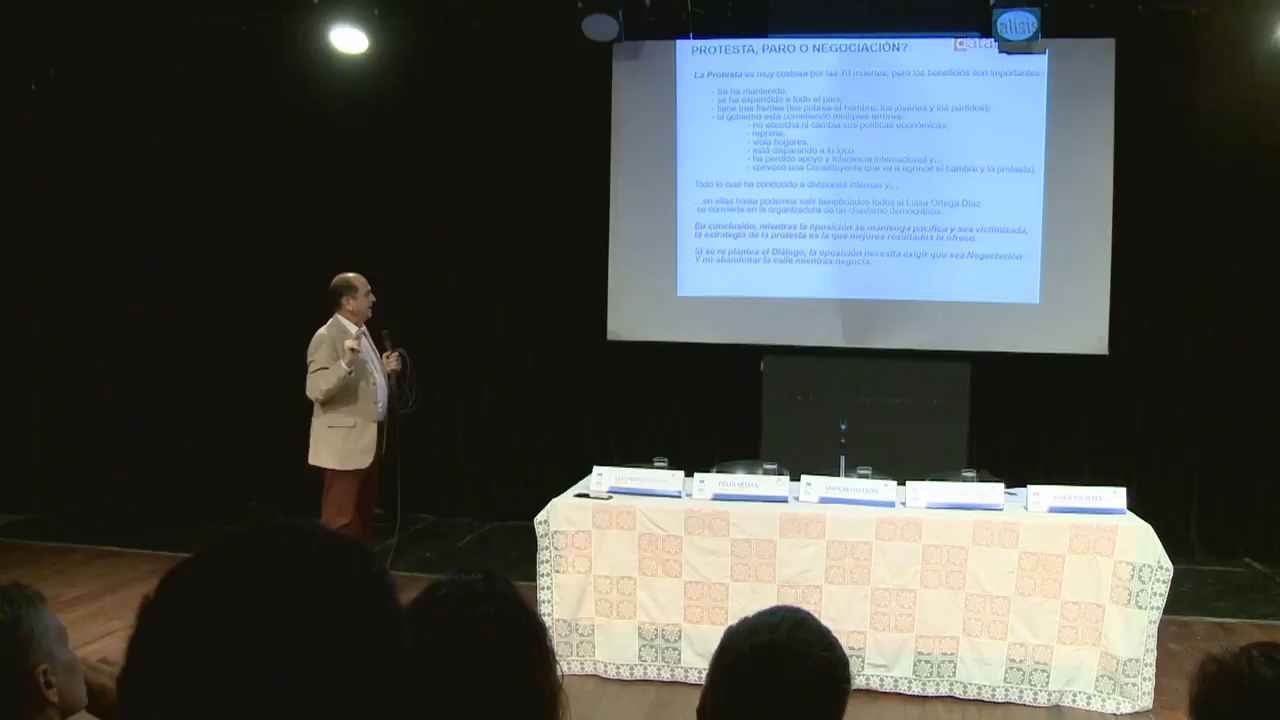 alisis
PROTESTA, PARO O NEGOCIACIÓN?
data
La Protesta es muy costosa por las 70 muertes, pero los beneficios son importantes:
- Se ha mantenido,
- se ha expandido a todo el país,
- tiene tres frentes (los pobres-el hambre, los jóvenes y los partidos),
- el gobierno está cometiendo múltiples errores:
- no escucha ni cambia sus políticas económicas,
- reprime,
- viola hogares,
- está disparando a lo loco
- ha perdido apoyo y tolerencia internacional y…
- convocó una Constituyente que va a agravar el hambre y la protesta),
Todo lo cual ha conducido a divisiones internas y…
…en ellas hasta podemos salir beneficiados todos si Luisa Ortega Díaz
se convierte en la organizadora de un chavismo democrático.
En conclusión, mientras la oposición se mantenga pacífica y sea victimizada,
la estrategia de la protesta es la que mejores resultados le ofrece.
Si se re plantea el Diálogo, la oposición necesita exigir que sea Negociación
Y no abandonar la calle mientras negocia.
FÉLIX SEIJAS
JAIME BELLO LEÓN